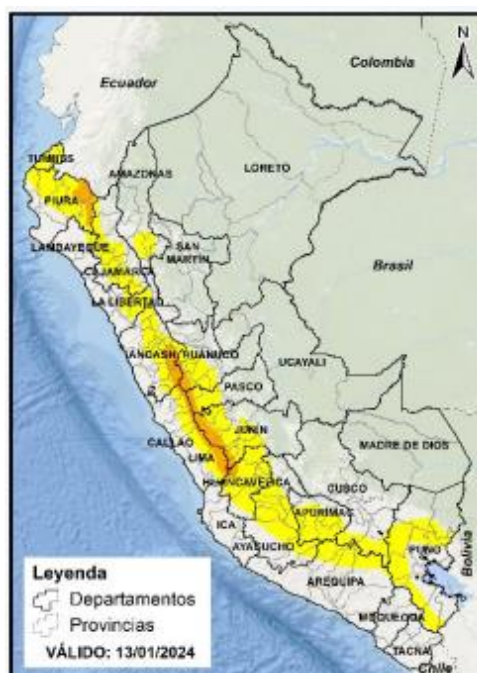 N
Colombia
Ecuador
TUMBES
AMAZONAS
LORETO
PIURA
LAMBAYEQUE
SAN
MARTÍN
CAJAMARCA
Brasil
LA LIBERTAD
ANCASH
HUANUCO
UCAYALI
PASCO
JUNÍN
CALLAO
LIMA
MADRE DE DIOS
CUSCO
HUANCAVELICA
APURIMAC
ICA
AYACUCHO
PUNO
Bolivia
AREQUIPA
MOQUEGUA
TACNA
Chile
Leyenda
Departamentos
Provincias
VÁLIDO: 13/01/2024